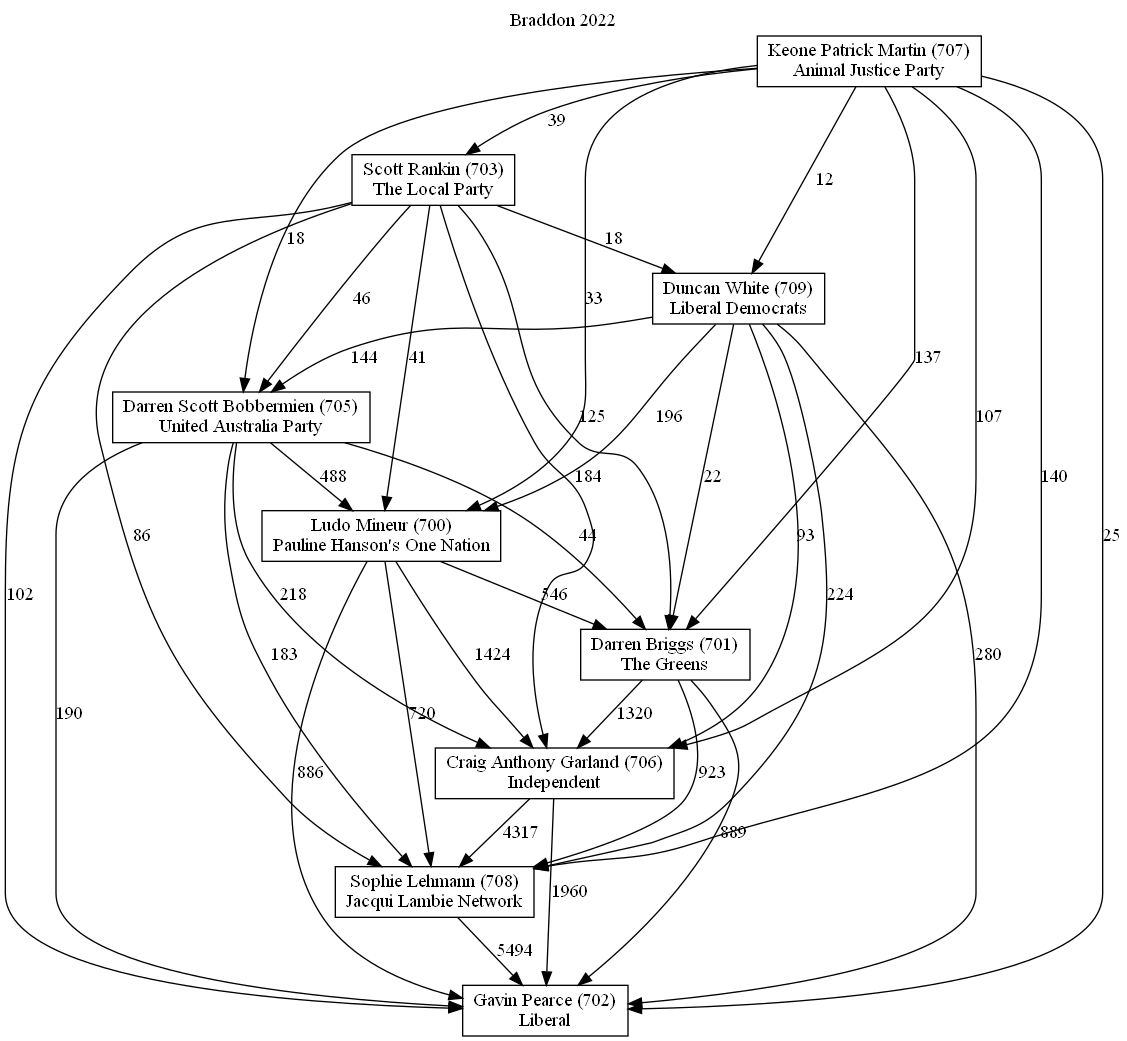 Braddon 2022
Keone Patrick Martin (707)
Animal Justice Party
39
Scott Rankin (703)
The Local Party
12
18
18
Duncan White (709)
Liberal Democrats
46
33
144
41
137
Darren Scott Bobbernien (705)
United Australia Party
125
196
107
488
184
22
140
Ludo Mineur (700)
Pauline Hanson's One Nation
86
44
93
25
102
218
546
224
Darren Briggs (701)
The Greens
183
1424
280
190
720
1320
Craig Anthony Garland (706)
Independent
886
923
4317
889
Sophie Lehmann (708)
Jacqui Lambie Network
1960
5494
Gavin Pearce (702)
Liberal